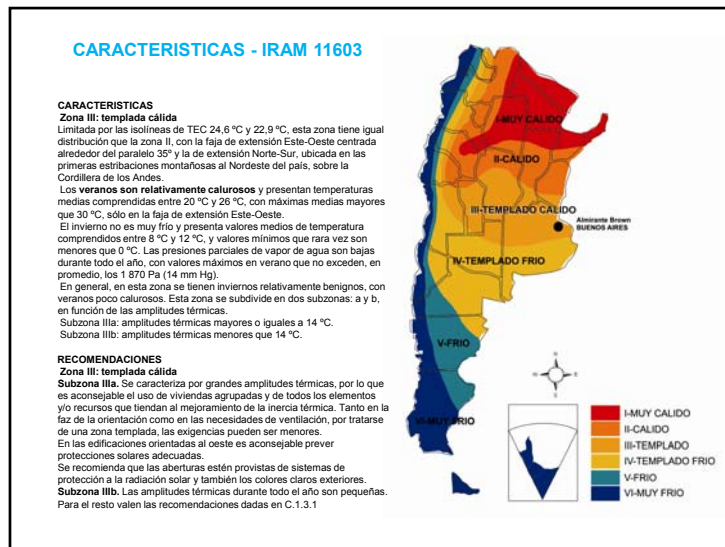 CARACTERISTICAS - IRAM 11603
CARACTERISTICAS
Zona III: templada cálida
Limitada por las isolíneas de TEC 24,6 ºC y 22,9 ºC, esta zona tiene igual
distribución que la zona II, con la faja de extensión Este-Oeste centrada
alrededor del paralelo 35º y la de extensión Norte-Sur, ubicada en las
primeras estribaciones montañosas al Nordeste del país, sobre la
Cordillera de los Andes.
Los veranos son relativamente calurosos y presentan temperaturas
medias comprendidas entre 20 ºC y 26 ºC, con máximas medias mayores
que 30 ºC, sólo en la faja de extensión Este-Oeste.
El invierno no es muy frío y presenta valores medios de temperatura
comprendidos entre 8 ºC y 12 ºC, y valores mínimos que rara vez son
menores que 0 ºC. Las presiones parciales de vapor de agua son bajas
durante todo el año, con valores máximos en verano que no exceden, en
promedio, los 1 870 Pa (14 mm Hg).
En general, en esta zona se tienen inviernos relativamente benignos, con
veranos poco calurosos. Esta zona se subdivide en dos subzonas: a y b,
en función de las amplitudes térmicas.
Subzona IIIa: amplitudes térmicas mayores o iguales a 14 ºC.
Subzona IIIb: amplitudes térmicas menores que 14 ºC.
RECOMENDACIONES
Zona III: templada cálida
Subzona IIIa. Se caracteriza por grandes amplitudes térmicas, por lo que
es aconsejable el uso de viviendas agrupadas y de todos los elementos
y/o recursos que tiendan al mejoramiento de la inercia térmica. Tanto en la
faz de la orientación como en las necesidades de ventilación, por tratarse
de una zona templada, las exigencias pueden ser menores.
En las edificaciones orientadas al oeste es aconsejable prever
protecciones solares adecuadas.
Se recomienda que las aberturas estén provistas de sistemas de
protección a la radiación solar y también los colores claros exteriores.
Subzona IIIb. Las amplitudes térmicas durante todo el año son pequeñas.
Para el resto valen las recomendaciones dadas en C.1.3.1
I-MUY CALIDO
II-CALIDO
III-TEMPLADO CALIDO
Almirante Brown
BUENOS AIRES
IV-TEMPLADO FRIO
V-FRIO
VI-MUY FRIO
N
W
E
S
I-MUY CALIDO
II-CALIDO
III-TEMPLADO
IV-TEMPLADO FRIO
V-FRIO
VI-MUY FRIO